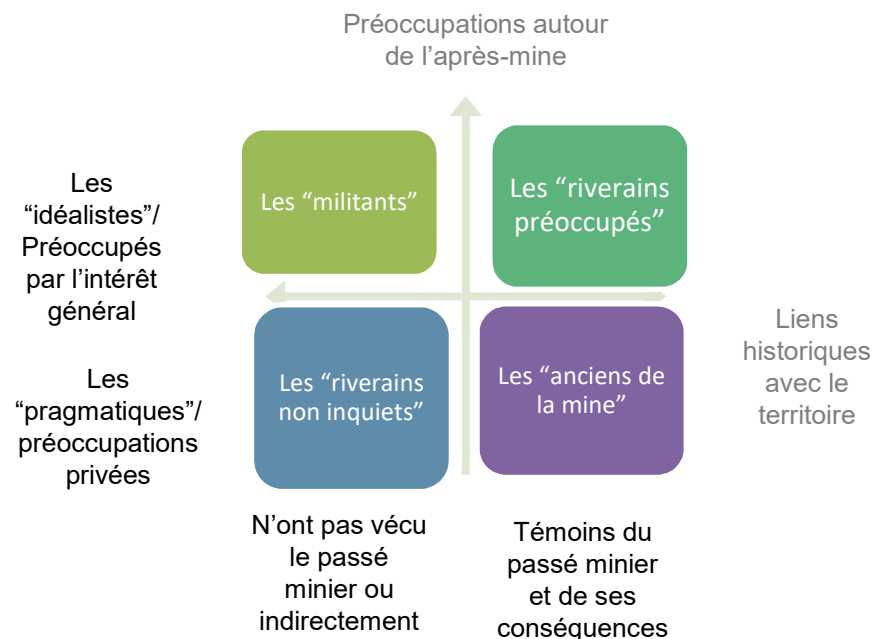 Préoccupations autour
de l’après-mine
Les
“idéalistes”/
Préoccupés
par l’intérêt
général
Les “militants”
Les “riverains
préoccupés”
Les
“pragmatiques”/
préoccupations
privées
Les “riverains
non inquiets”
Les “anciens de
la mine”
Liens
historiques
avec le
territoire
N’ont pas vécu
le passé
minier ou
indirectement
Témoins du
passé minier
et de ses
conséquences